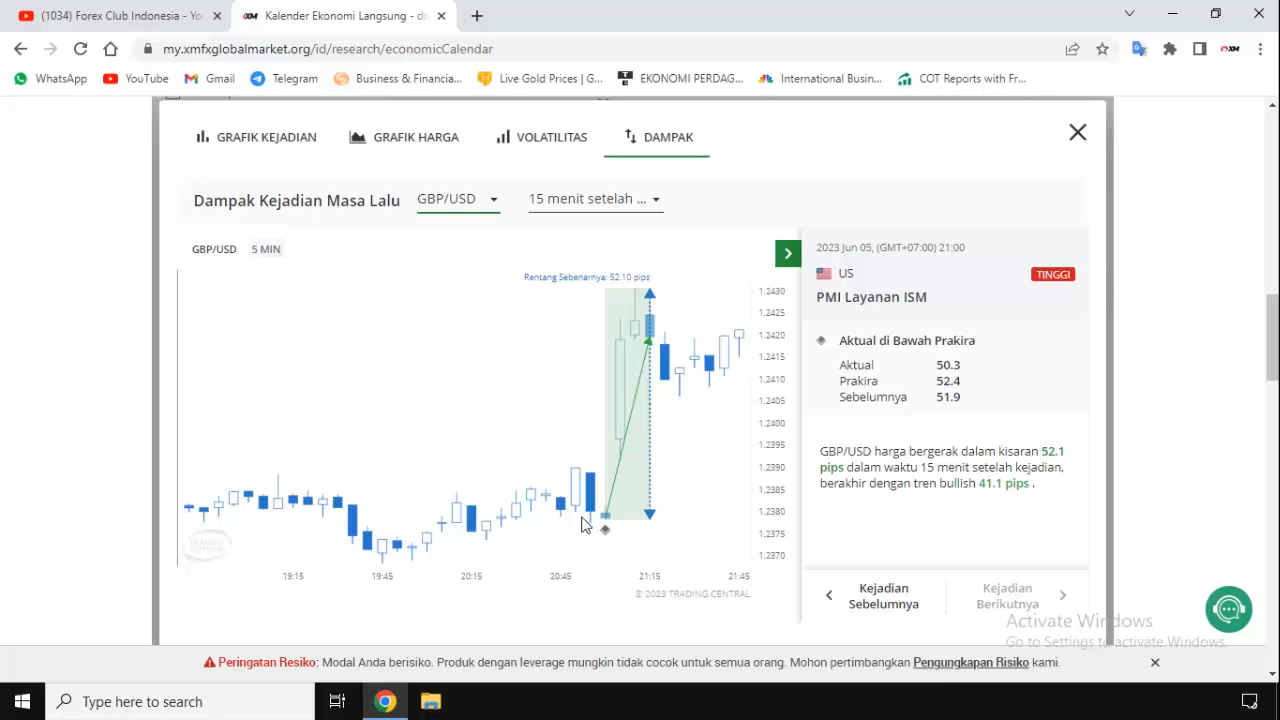 (1034) Forex Club Indonesia - Yo
Kalender Ekonomi Langsung - di
my.xmfxglobalmarket.org/id/research/economicCalendar
WhatsApp YouTube Gmail Telegram Business & Financia... Live Gold Prices | G... EKONOMI PERDAG... International Busin... COT Reports with Fr...
GRAFIK KEJADIAN GRAFIK HARGA VOLATILITAS DAMPAK
Dampak Kejadian Masa Lalu GBP/USD 15 menit setelah ...
GBP/USD 5 MIN
Rentang Sebenarnya: 52.10 pips
1.2430
1.2425
1.2420
1.2415
1.2410
1.2405
1.2400
1.2395
1.2390
1.2385
1.2380
1.2375
1.2370
TRADING
CENTRAL
19:15 19:45 20:15 20:45 21:15 21:45
© 2023 TRADING CENTRAL
2023 Jun 05, (GMT+07:00) 21:00
US TINGGI
PMI Layanan ISM
Aktual di Bawah Prakira
Aktual 50.3
Prakira 52.4
Sebelumnya 51.9
GBP/USD harga bergerak dalam kisaran 52.1
pips dalam waktu 15 menit setelah kejadian,
berakhir dengan tren bullish 41.1 pips .
Kejadian
Sebelumnya
Kejadian
Berikutnya
Activate Windows
Go to Settings to activate Windows.
Peringatan Resiko: Modal Anda berisiko. Produk dengan leverage mungkin tidak cocok untuk semua orang. Mohon pertimbangkan Pengungkapan Risiko kami.
Type here to search